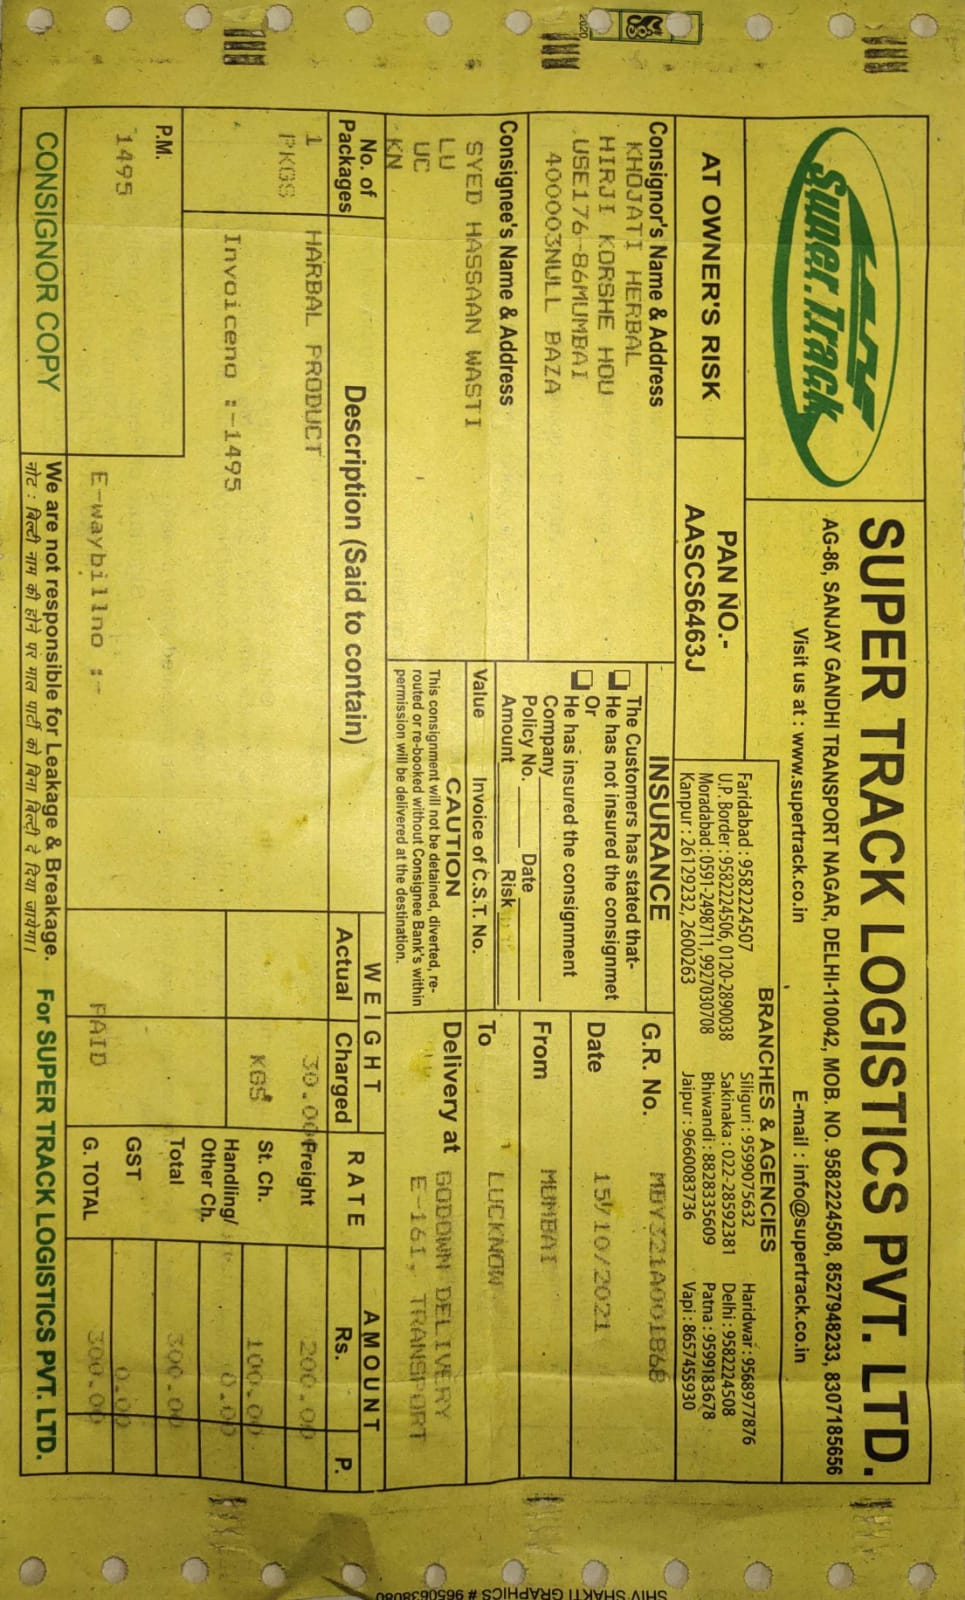 2020
Super Track
SUPER TRACK LOGISTICS PVT. LTD.
AG-86, SANJAY GANDHI TRANSPORT NAGAR, DELHI-110042, MOB. NO. 9582224508, 8527948233, 8307185656
Visit us at : www.supertrack.co.in E-mail : info@supertrack.co.in
AT OWNER'S RISK
PAN NO.-
AASCS6463J
BRANCHES & AGENCIES
Faridabad : 9582224507 Siliguri : 9599075632 Haridwar : 9568977876
U.P. Border : 9582224506, 0120-2890038 Sakinaka : 022-28592381 Delhi : 9582224508
Moradabad : 0591-2498711, 9927030708 Bhiwandi : 8828335609 Patna : 9599183678
Kanpur : 26129232, 2600263 Jaipur : 9660083736 Vapi : 8657455930
Consignor's Name & Address
KHOJATI HERBAL
HIRJI KORSHE HOU
USE176-86MUMBAI
400003NULL BAZA
Consignee's Name & Address
SYED HASSAAN WASTI
LU
UC
KN
INSURANCE
The Customers has stated that-
He has not insured the consignmet
Or
He has insured the consignment
Company
Policy No. Date
Amount Risk
Value Invoice of C.S.T. No.
CAUTION
This consignment will not be detained, diverted, re-
routed or re-booked without Consignee Bank's within
permission will be delivered at the destination.
G.R. No. MBY321A001868
Date 15/10/2021
From MUMBAI
To LUCKNOW
Delivery at GODOWN DELIVERY
E-161, TRANSPORT
No. of
Packages
Description (Said to contain)
WEIGHT
Actual Charged
RATE
AMOUNT
Rs. P.
1
PKGS
HARBAL PRODUCT
Invoiceno :-1495
30.00
KGS
Freight 200.00
St. Ch. 100.00
Handling/
Other Ch. 0.00
Total 300.00
GST 0.00
G. TOTAL 300.00
P.M.
1495
E-waybillno :-
PAID
CONSIGNOR COPY
We are not responsible for Leakage & Breakage.
नोट : बिल्टी नाम की होने पर माल पार्टी को बिना बिल्टी दे दिया जायेगा।
For SUPER TRACK LOGISTICS PVT. LTD.
SHIV SHAKTI GRAPHICS # 9650638080